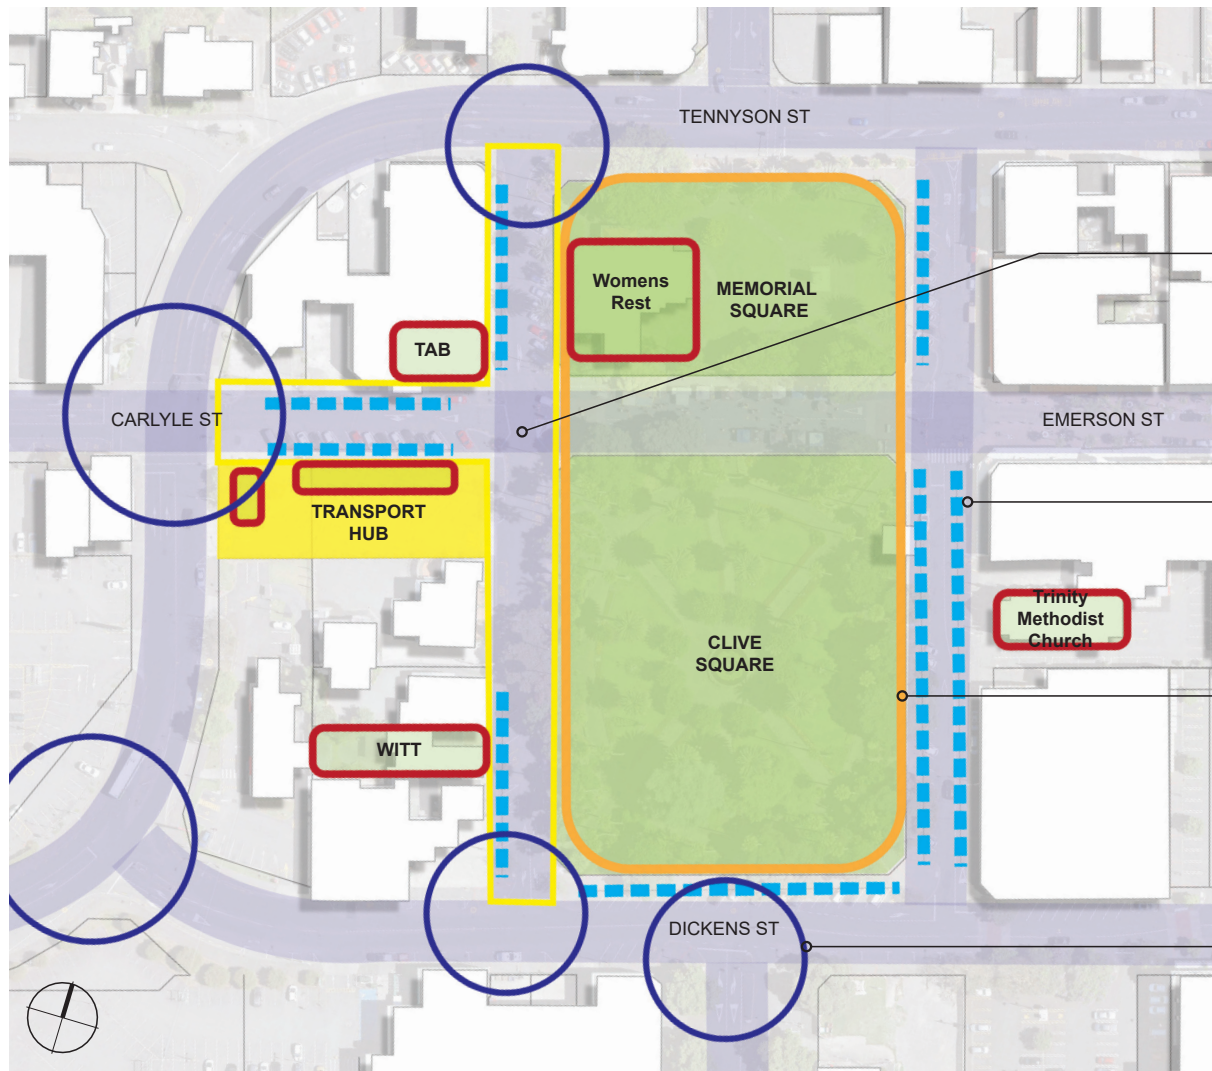 TENNYSON ST
Womens
Rest
MEMORIAL
SQUARE
TAB
CARLYLE ST
EMERSON ST
TRANSPORT
HUB
Trinity
Methodist
Church
CLIVE
SQUARE
WITT
DICKENS ST